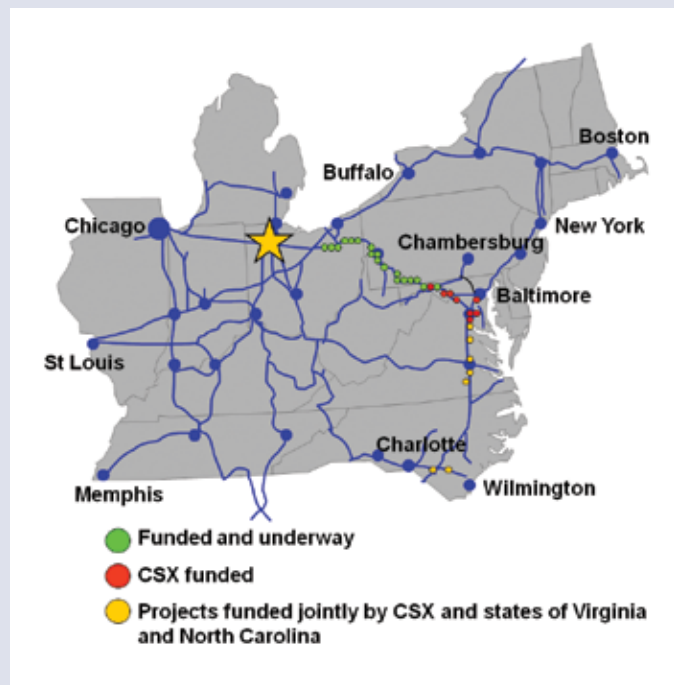 Boston
Buffalo
Chicago
New York
Chambersburg
Baltimore
St Louis
Charlotte
Memphis
Wilmington
Funded and underway
CSX funded
Projects funded jointly by CSX and states of Virginia
and North Carolina